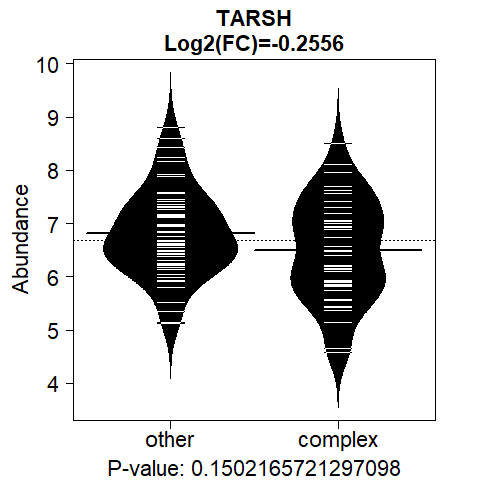 TARSH
Log2(FC)=-0.2556
Abundance
10
9
8
7
6
5
4
other complex
P-value: 0.1502165721297098